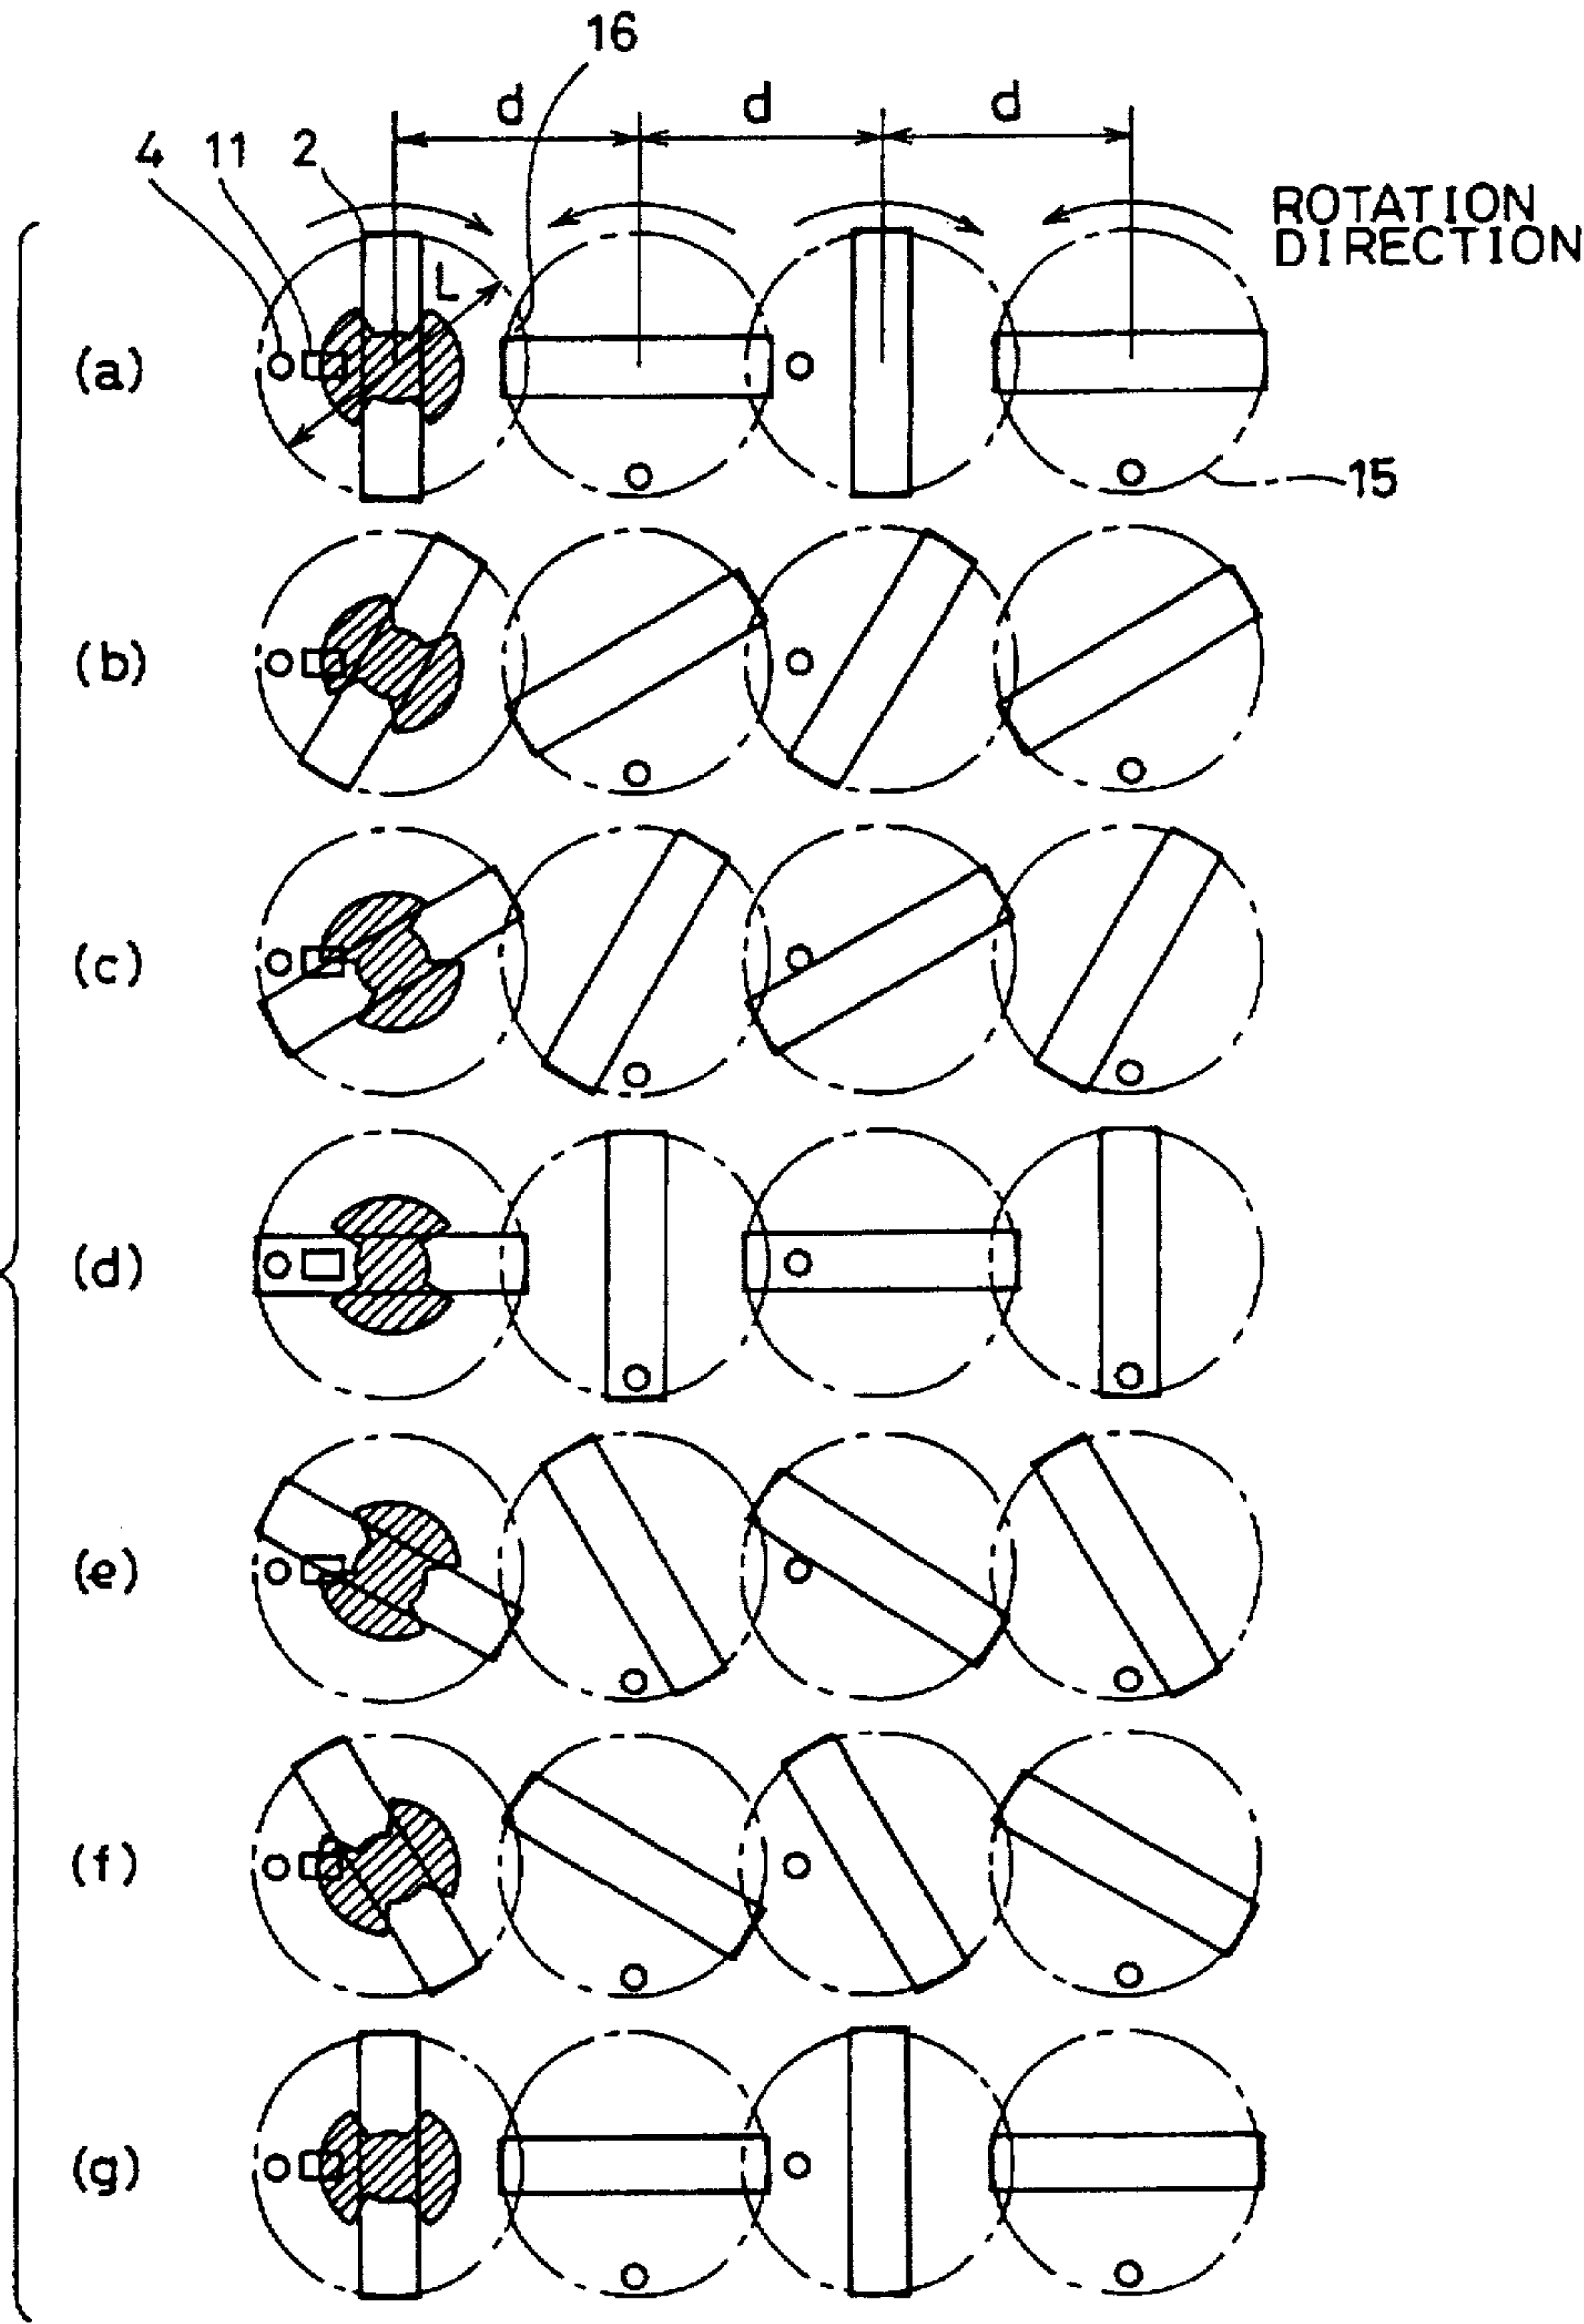 16
d d d
4 11 2
ROTATION
DIRECTION
L
(a)
15
(b)
(c)
(d)
(e)
(f)
(g)